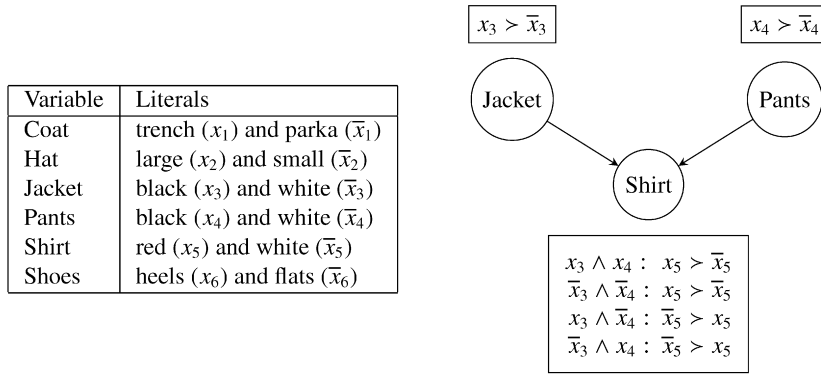 Variable Literals
Coat trench (x₁) and parka (x̅₁)
Hat large (x₂) and small (x̅₂)
Jacket black (x₃) and white (x̅₃)
Pants black (x₄) and white (x̅₄)
Shirt red (x₅) and white (x̅₅)
Shoes heels (x₆) and flats (x̅₆)
x₃ ≻ x̅₃
x₄ ≻ x̅₄
Jacket
Pants
Shirt
x₃ ∧ x₄ : x₅ ≻ x̅₅
x̅₃ ∧ x̅₄ : x₅ ≻ x̅₅
x₃ ∧ x̅₄ : x̅₅ ≻ x₅
x̅₃ ∧ x₄ : x̅₅ ≻ x₅